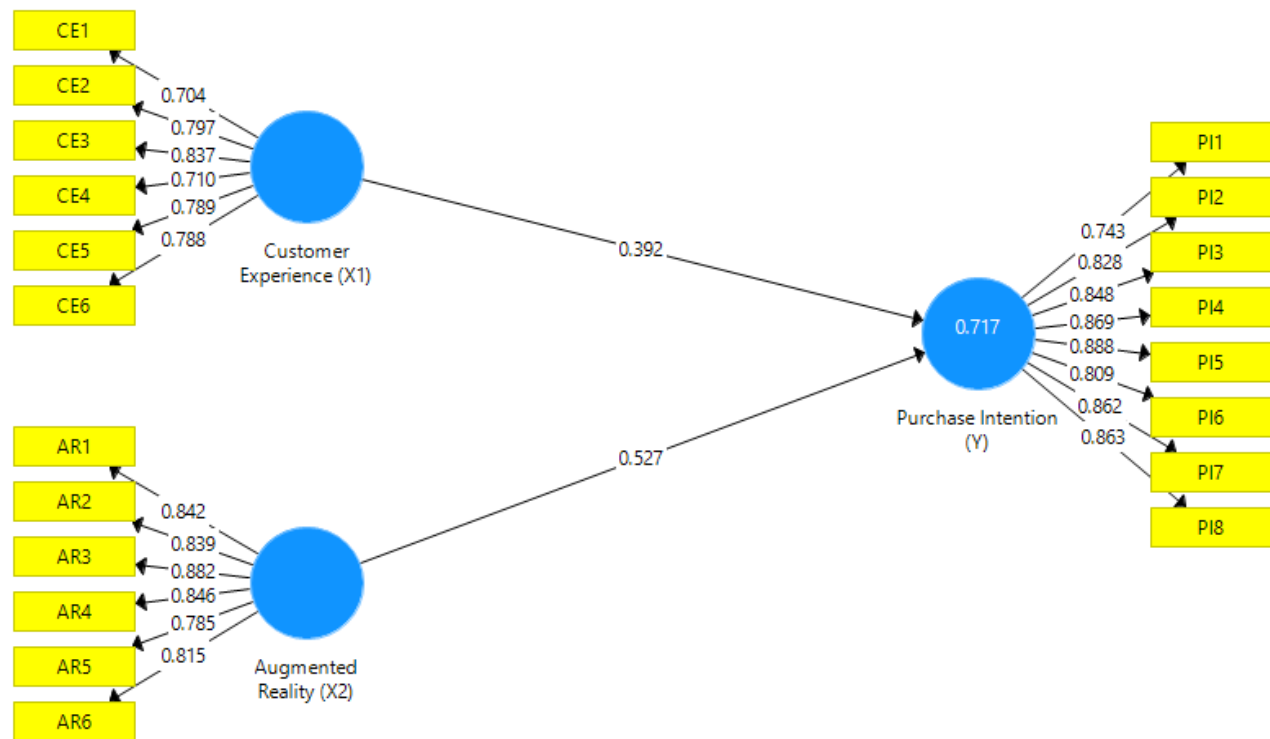 CE1
CE2
CE3
CE4
CE5
CE6
0.704
0.797
0.837
0.710
0.789
0.788
Customer
Experience (X1)
0.392
AR1
AR2
AR3
AR4
AR5
AR6
0.842
0.839
0.882
0.846
0.785
0.815
Augmented
Reality (X2)
0.527
0.717
Purchase Intention
(Y)
0.743
0.828
0.848
0.869
0.888
0.809
0.862
0.863
PI1
PI2
PI3
PI4
PI5
PI6
PI7
PI8